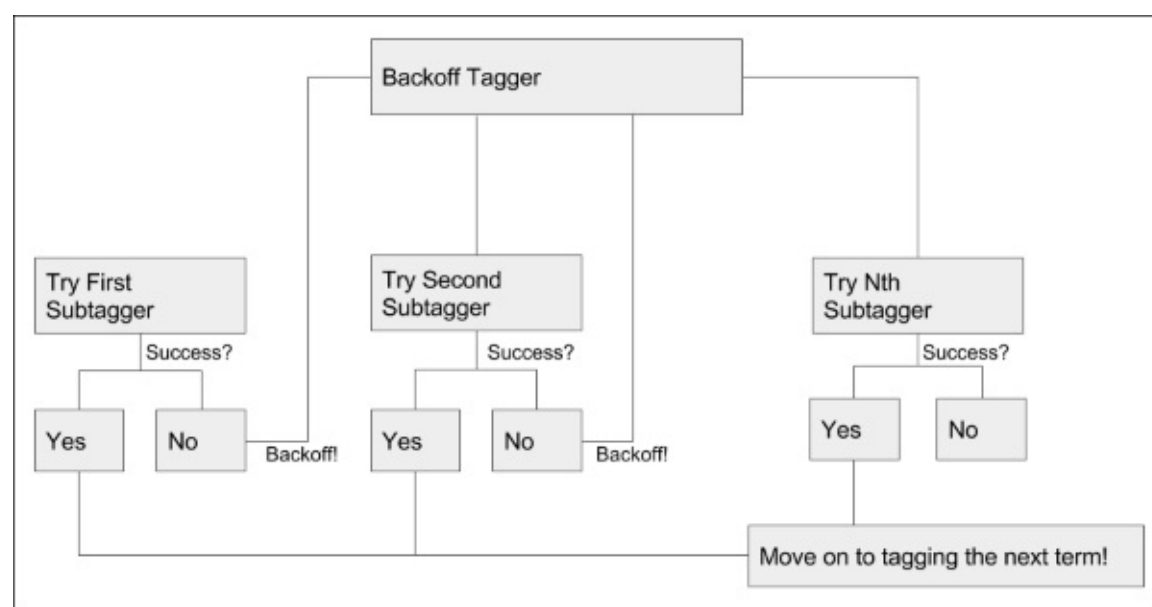 Backoff Tagger
Try First
Subtagger
Try Second
Subtagger
Try Nth
Subtagger
Success?
Success?
Success?
Yes
No
Backoff!
Yes
No
Backoff!
Yes
No
Move on to tagging the next term!